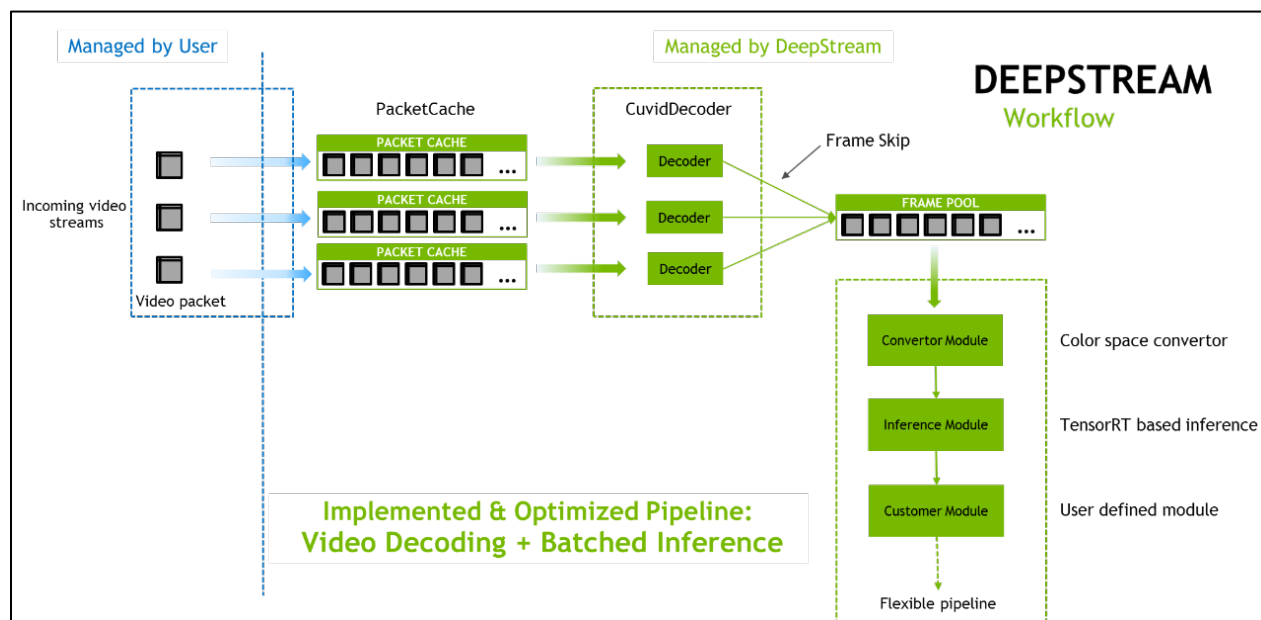 Managed by User
Managed by DeepStream
DEEPSTREAM
Workflow
PacketCache
CuvidDecoder
Frame Skip
Incoming video
streams
Video packet
PACKET CACHE
...
PACKET CACHE
...
PACKET CACHE
...
Decoder
Decoder
Decoder
FRAME POOL
...
Convertor Module
Color space convertor
Inference Module
TensorRT based inference
Customer Module
User defined module
Flexible pipeline
Implemented & Optimized Pipeline:
Video Decoding + Batched Inference